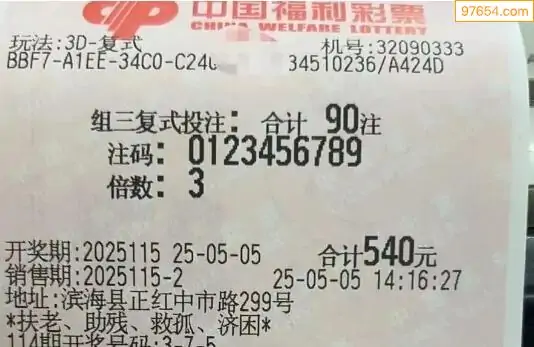 97654.com
中国福利彩票
CHINA WELFARE LOTTERY
玩法:3D-复式 机号:32090333
BBF7-A1EE-34C0-C24 34510236/A424D
组三复式投注: 合计 90注
注码: 0123456789
倍数: 3
开奖期:2025115 25-05-05 合计540元
销售期:2025115-2 25-05-05 14:16:27
地址:滨海县正红中市路299号
*扶老、助残、救孤、济困*
114期开奖号码:3-7-5